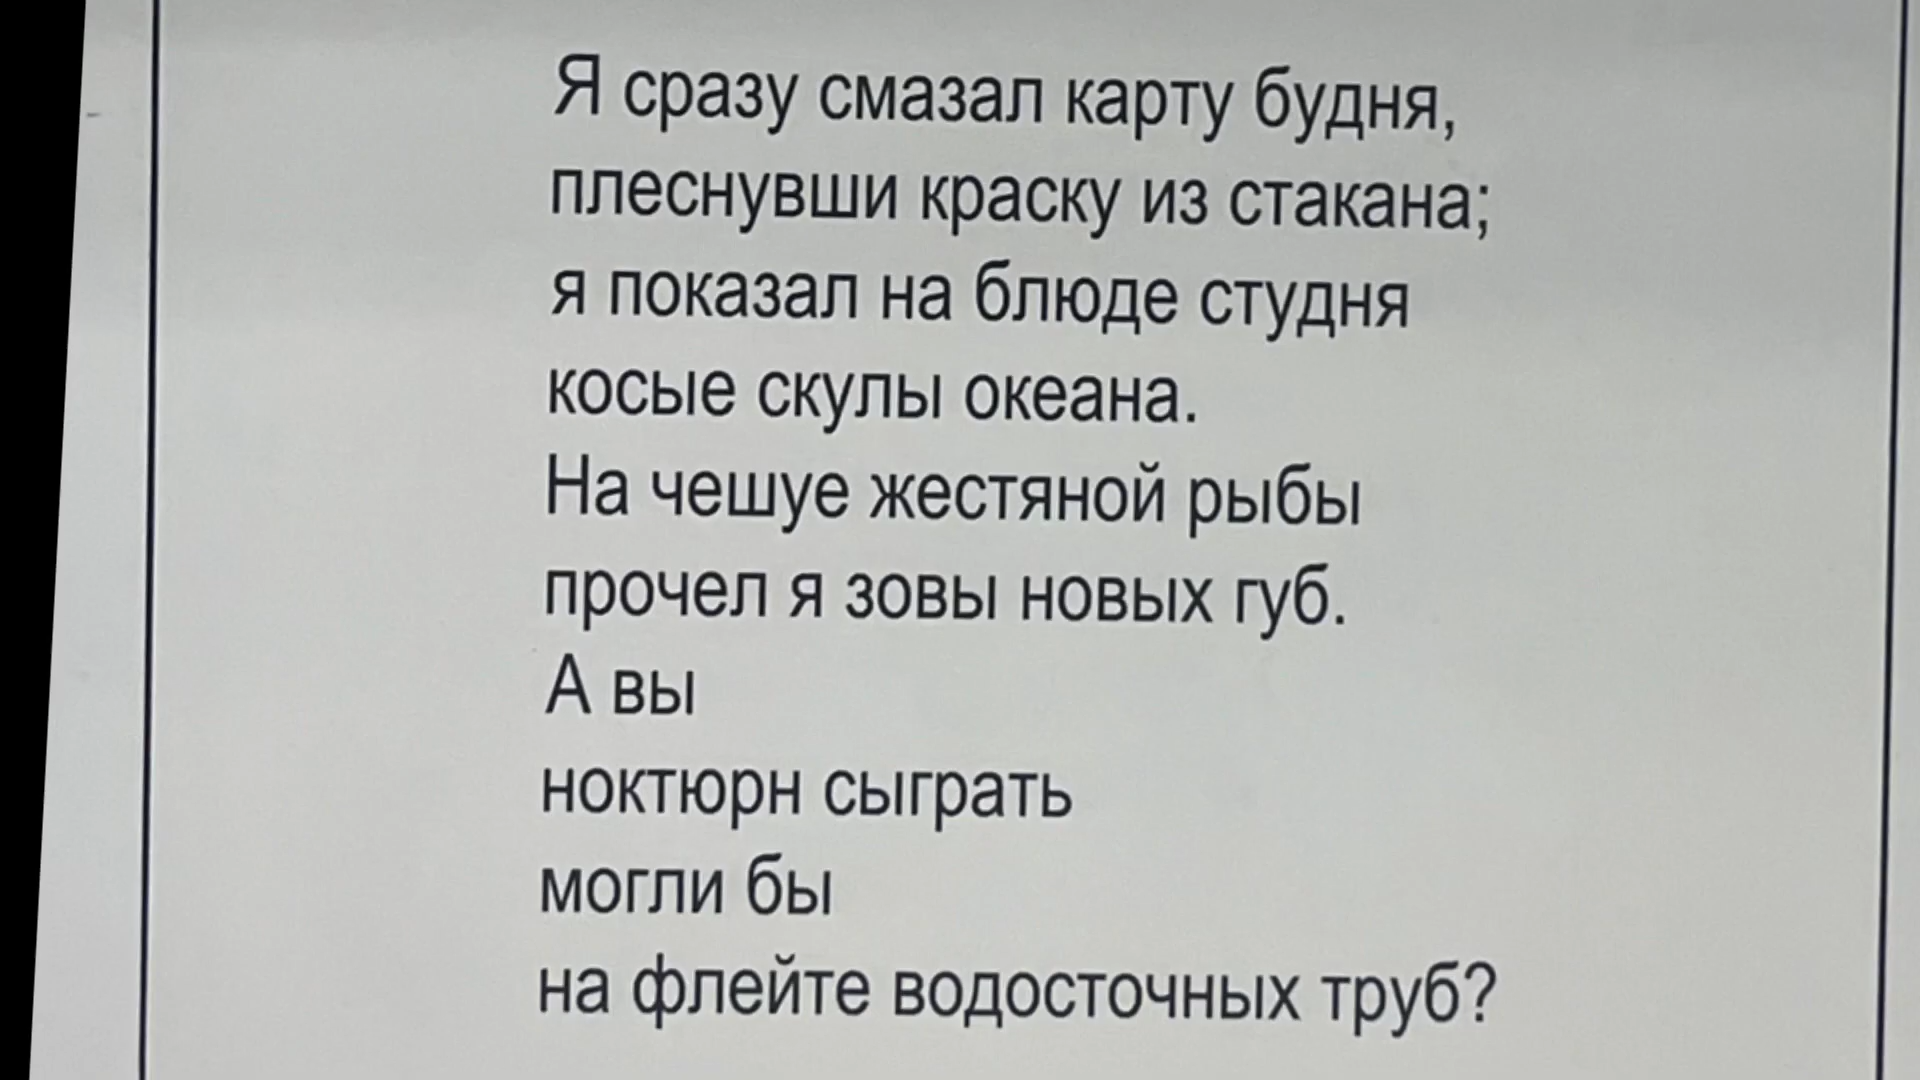 Я сразу смазал карту будня,
плеснувши краску из стакана;
я показал на блюде студня
косые скулы океана.
На чешуе жестяной рыбы
прочел я зовы новых губ.
А вы
ноктюрн сыграть
могли бы
на флейте водосточных труб?